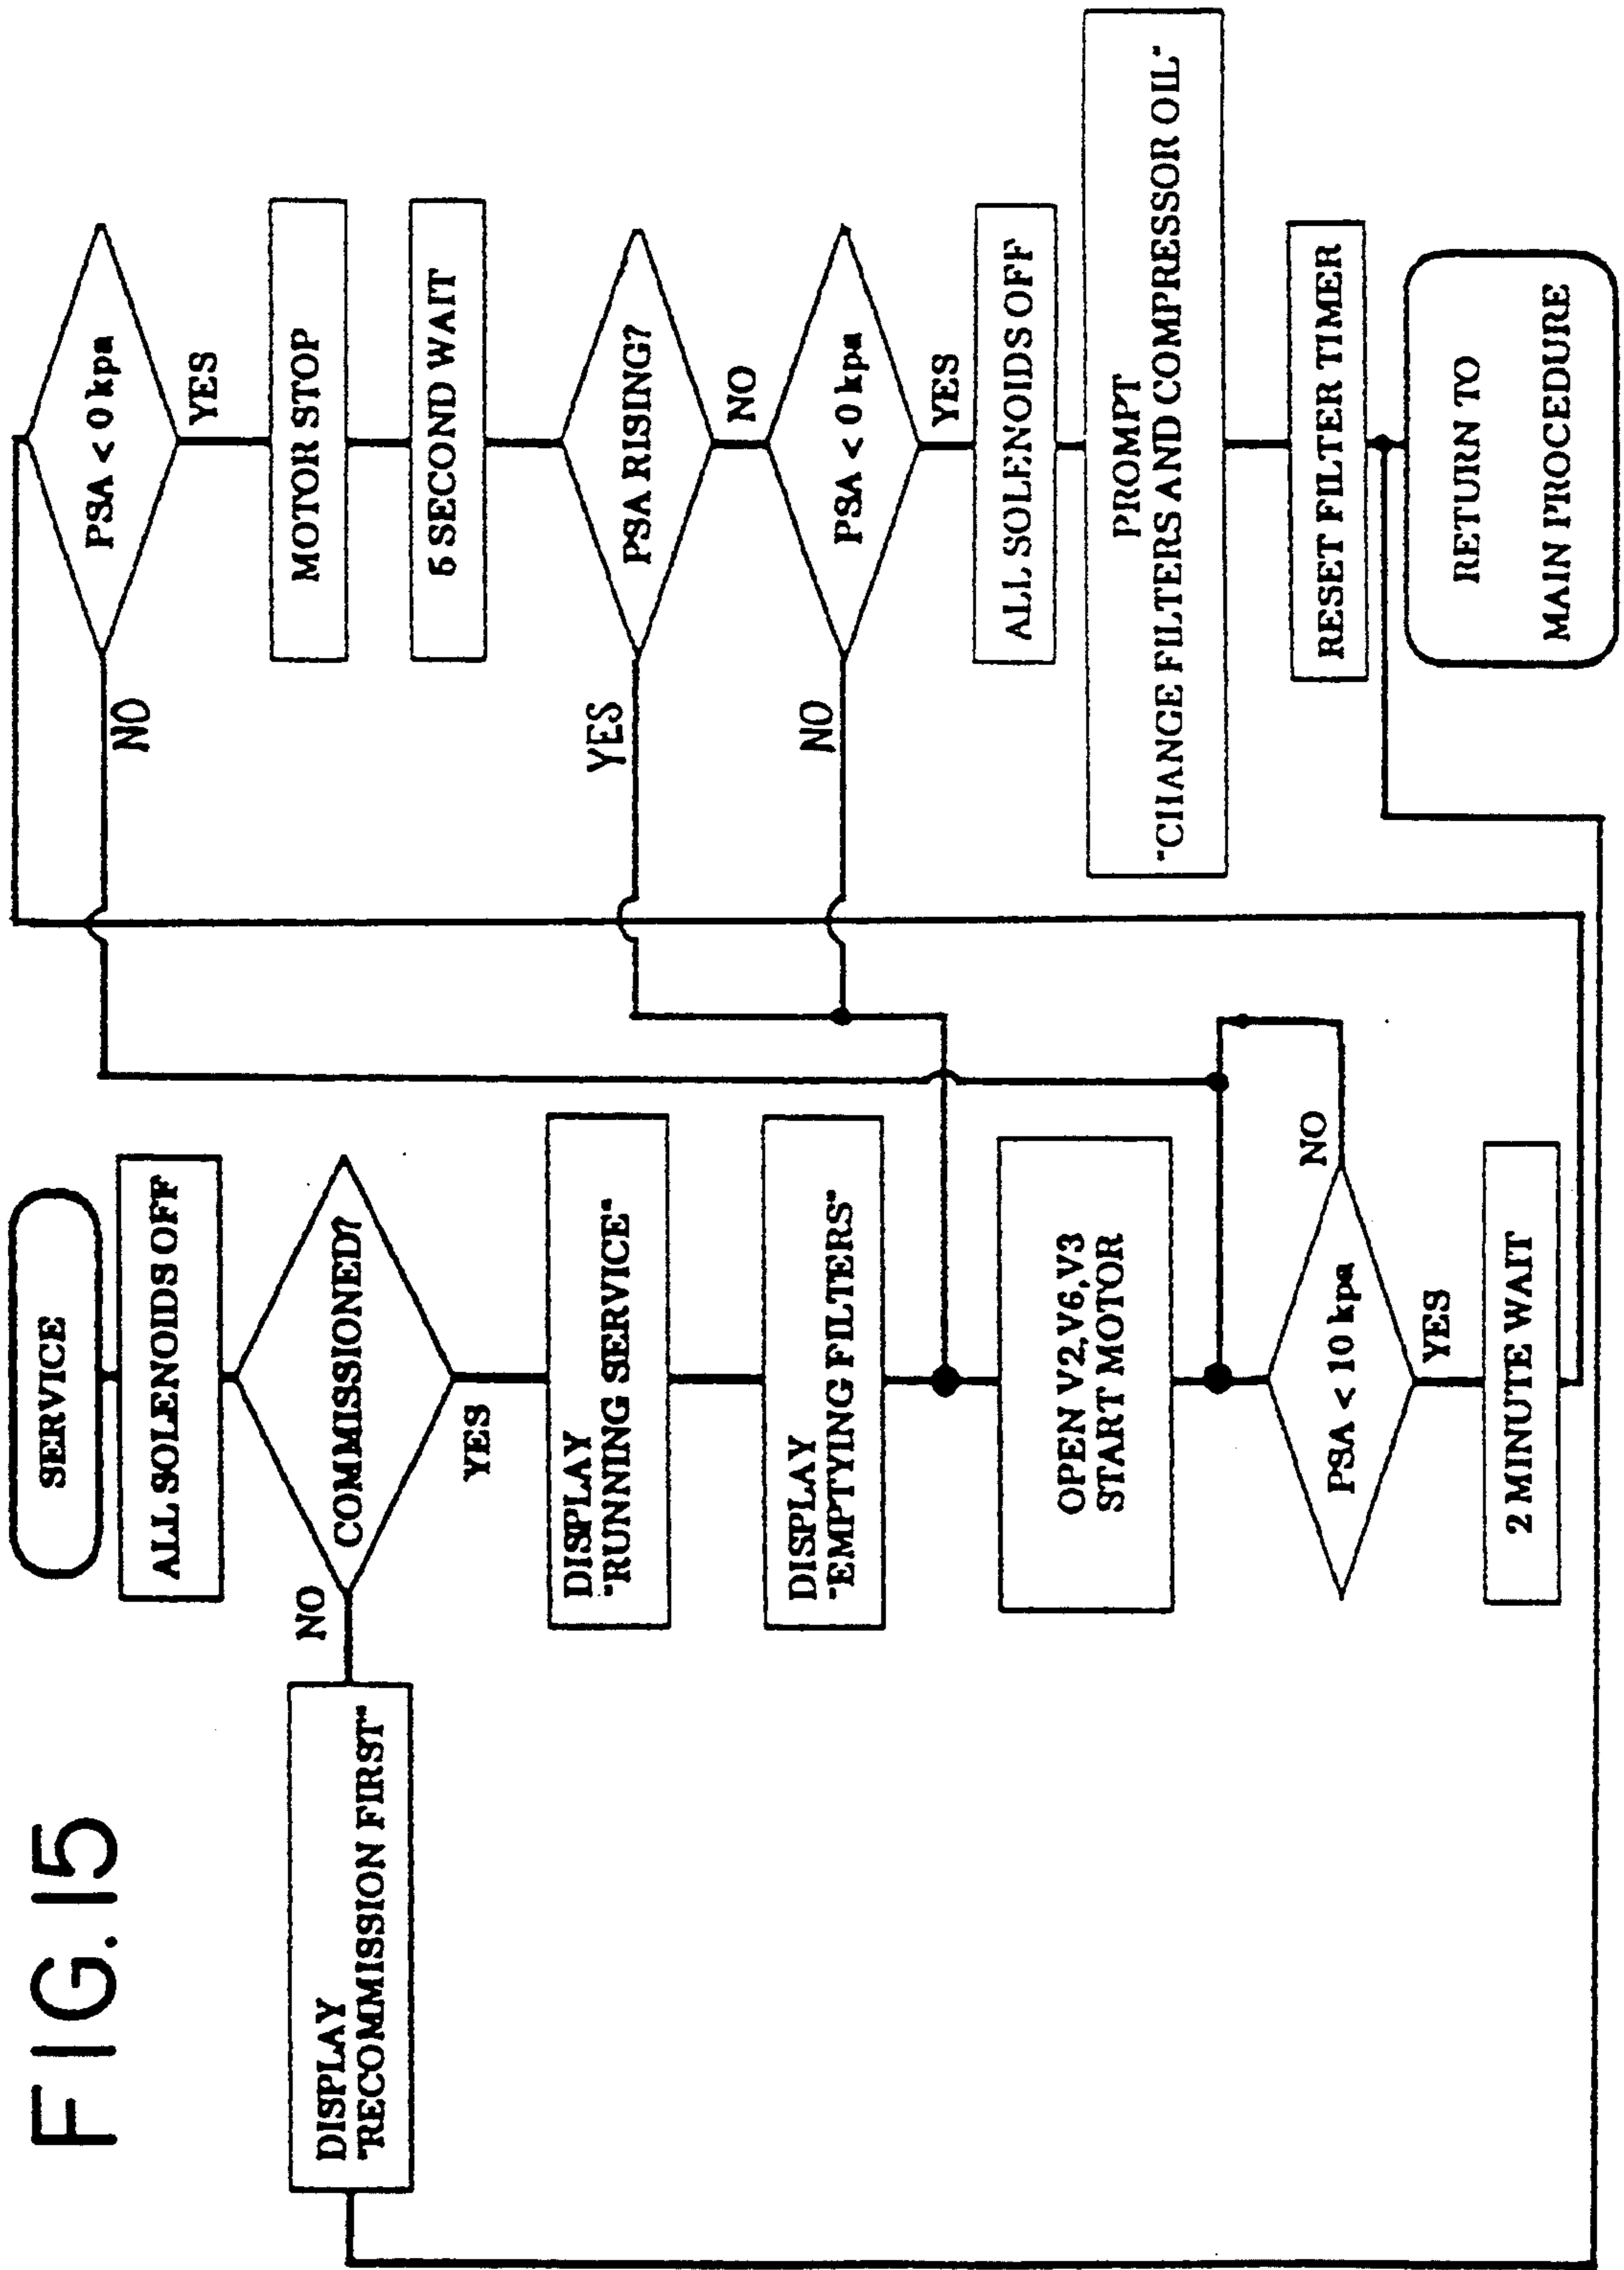 FIG. 15
SERVICE
ALL SOLENOIDS OFF
COMMISSIONED?
NO
YES
DISPLAY
"RECOMMISSION FIRST"
DISPLAY
"RUNNING SERVICE"
DISPLAY
"EMPTYING FILTERS"
OPEN V2,V6,V3
START MOTOR
PSA < 10 kpa
NO
YES
2 MINUTE WAIT
PSA < 0 kpa
NO
YES
MOTOR STOP
5 SECOND WAIT
PSA RISING?
YES
NO
PSA < 0 kpa
NO
YES
ALL SOLENOIDS OFF
PROMPT
"CHANGE FILTERS AND COMPRESSOR OIL"
RESET FILTER TIMER
RETURN TO
MAIN PROCEDURE